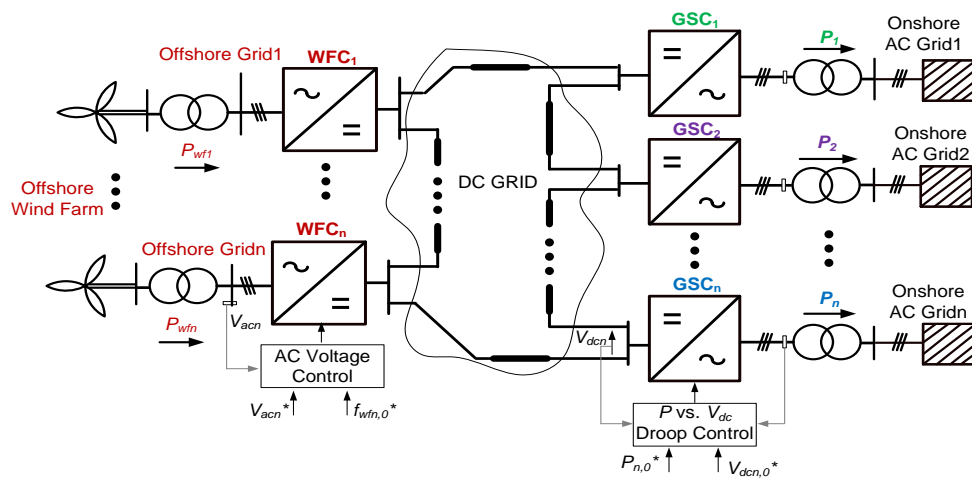 Offshore Grid1
WFC1
GSC1
P1
Onshore
AC Grid1
Pwf1
DC GRID
GSC2
P2
Onshore
AC Grid2
Offshore
Wind Farm
Offshore Gridn
WFCn
GSCn
Pn
Onshore
AC Gridn
Pwfn
Vacn
AC Voltage
Control
Vacn*
fwfn,0*
Vdcn
P vs. Vdc
Droop Control
Pn,0*
Vdcn,0*